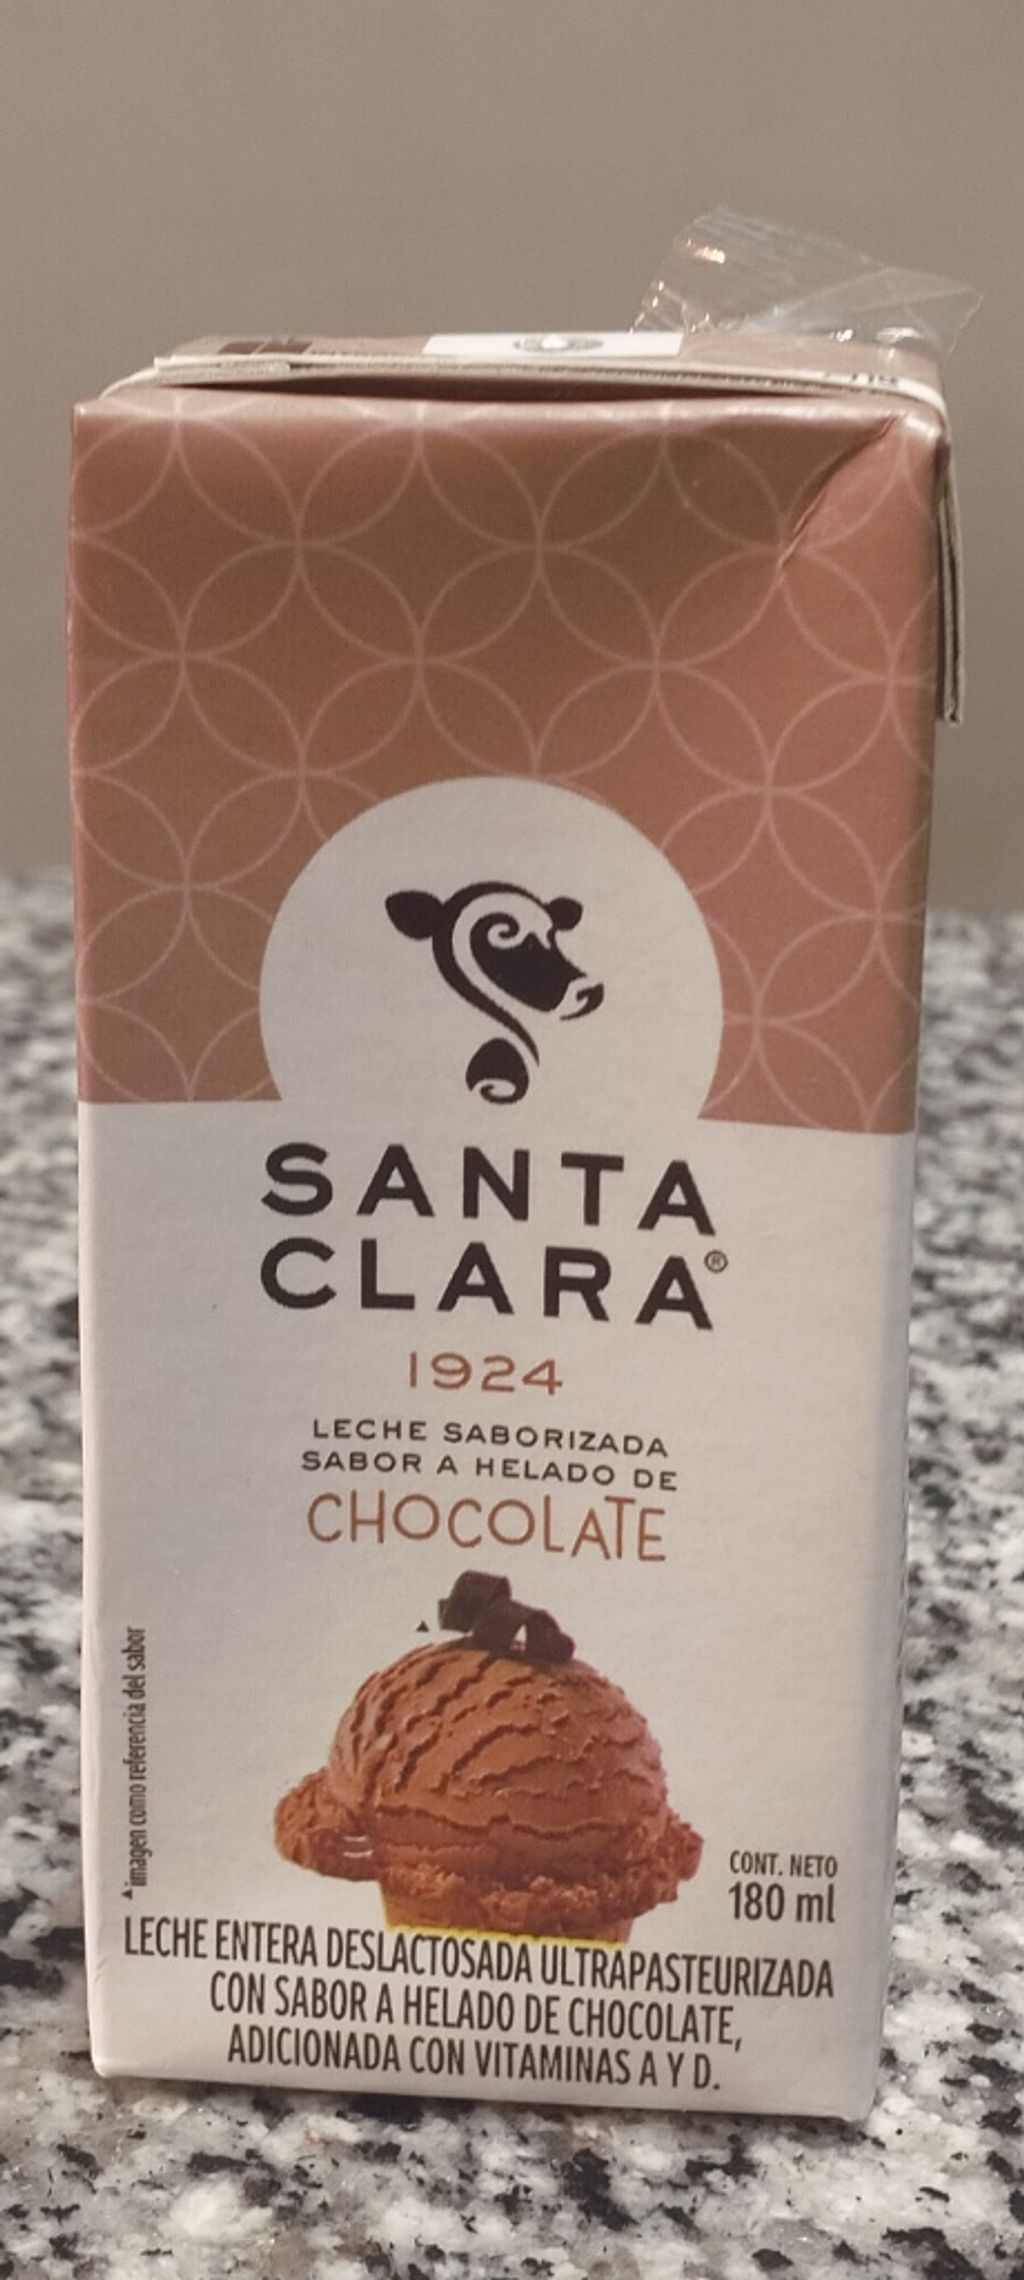 SANTA
CLARA®
1924
LECHE SABORIZADA
SABOR A HELADO DE
CHOCOLATE
▲imagen como referencia del sabor
CONT. NETO
180 ml
LECHE ENTERA DESLACTOSADA ULTRAPASTEURIZADA
CON SABOR A HELADO DE CHOCOLATE,
ADICIONADA CON VITAMINAS A Y D.